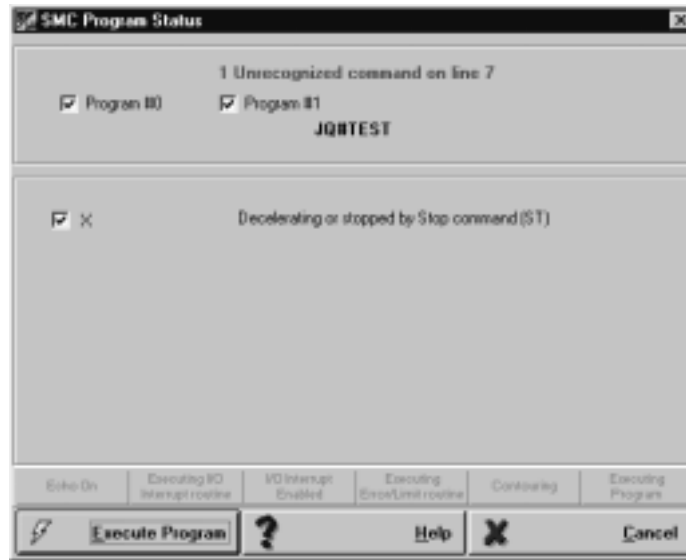 SMC Program Status
1 Unrecognized command on line 7
Program #0
Program #1
JQ#TEST
X
Decelerating or stopped by Stop command (ST)
Echo On
Executing I/O Interrupt routine
I/O Interrupt Enabled
Executing Error/Limit routine
Contouring
Executing Program
Execute Program
Help
Cancel